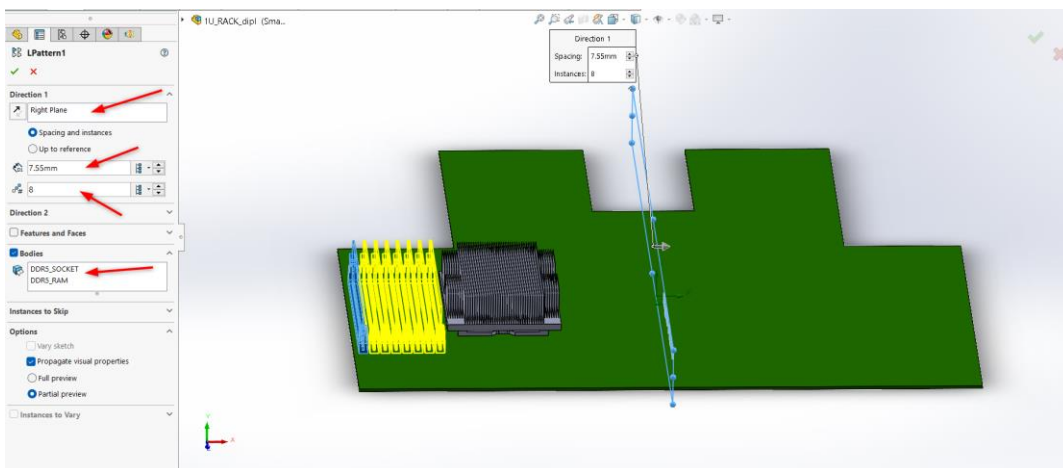 1U_RACK_dipl (Sma...
LPattern1
Direction 1
Right Plane
Spacing and instances
Up to reference
7.55mm
8
Direction 2
Features and Faces
Bodies
DDR5_SOCKET
DDR5_RAM
Instances to Skip
Options
Vary sketch
Propagate visual properties
Full preview
Partial preview
Instances to Vary
Direction 1
Spacing: 7.55mm
Instances: 8
Y
X